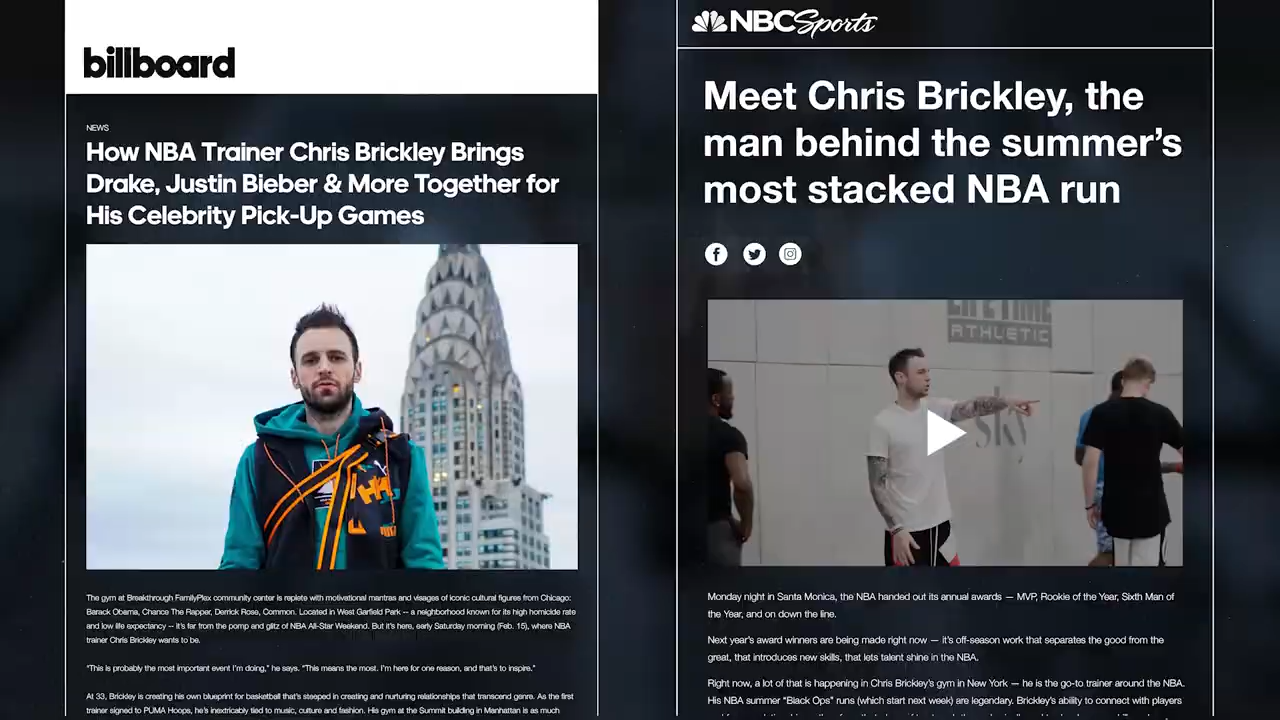 billboard
NEWS
How NBA Trainer Chris Brickley Brings
Drake, Justin Bieber & More Together for
His Celebrity Pick-Up Games
The gym at Breakthrough FamilyPlex community center is replete with motivational mantras and visages of iconic cultural figures from Chicago:
Barack Obama, Chance The Rapper, Derrick Rose, Common. Located in West Garfield Park -- a neighborhood known for its high homicide rate
and low life expectancy -- it's far from the pomp and glitz of NBA All-Star Weekend. But it's here, early Saturday morning (Feb. 15), where NBA
trainer Chris Brickley wants to be.
"This is probably the most important event I'm doing," he says. "This means the most. I'm here for one reason, and that's to inspire."
At 33, Brickley is creating his own blueprint for basketball that's steeped in creating and nurturing relationships that transcend genre. As the first
trainer signed to PUMA Hoops, he's inextricably tied to music, culture and fashion. His gym at the Summit building in Manhattan is as much
NBC Sports
Meet Chris Brickley, the
man behind the summer's
most stacked NBA run
LIFETIME
ATHLETIC
sky
Monday night in Santa Monica, the NBA handed out its annual awards — MVP, Rookie of the Year, Sixth Man of
the Year, and on down the line.
Next year's award winners are being made right now — it's off-season work that separates the good from the
great, that introduces new skills, that lets talent shine in the NBA.
Right now, a lot of that is happening in Chris Brickley's gym in New York — he is the go-to trainer around the NBA.
His NBA summer "Black Ops" runs (which start next week) are legendary. Brickley's ability to connect with players